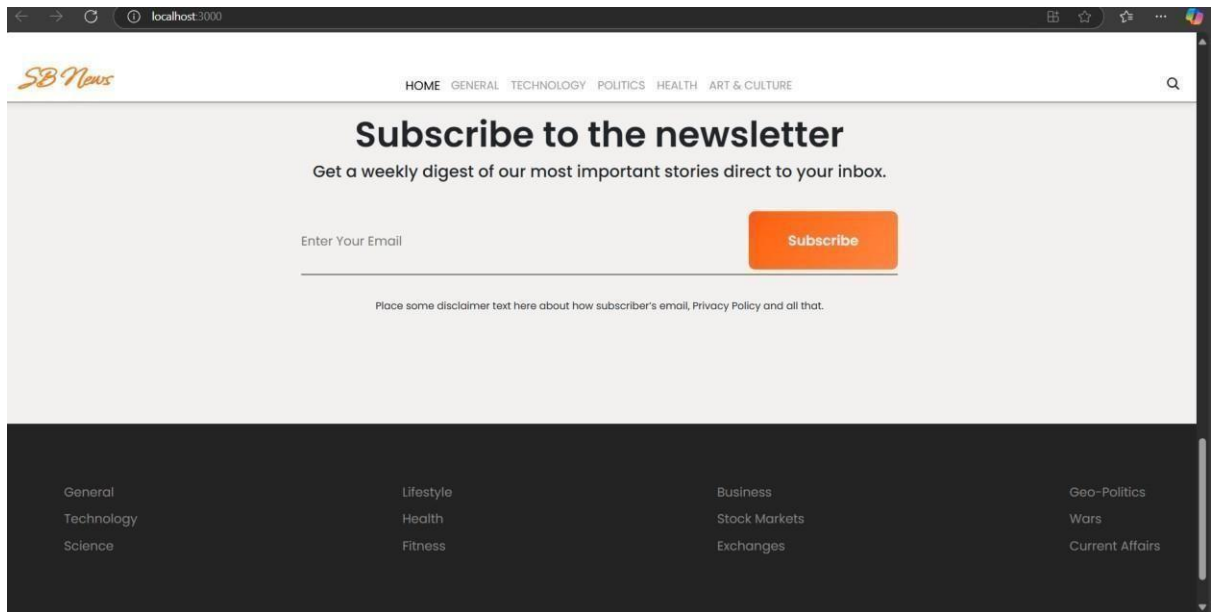 localhost:3000
SB News
HOME GENERAL TECHNOLOGY POLITICS HEALTH ART & CULTURE
Subscribe to the newsletter
Get a weekly digest of our most important stories direct to your inbox.
Enter Your Email
Subscribe
Place some disclaimer text here about how subscriber's email, Privacy Policy and all that.
General Lifestyle Business Geo-Politics
Technology Health Stock Markets Wars
Science Fitness Exchanges Current Affairs